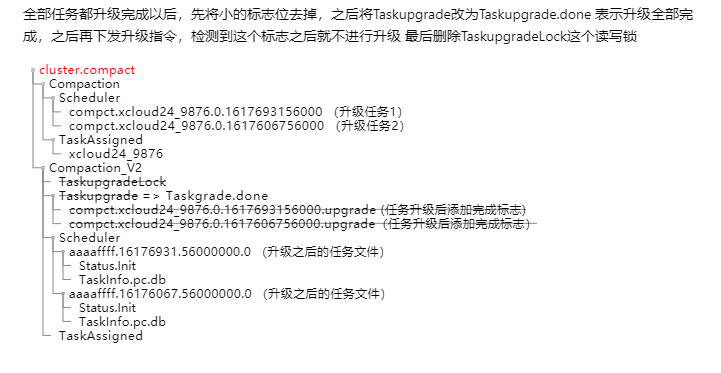 全部任务都升级完成以后，先将小的标志位去掉，之后将Taskupgrade改为Taskupgrade.done 表示升级全部完
成，之后再下发升级指令，检测到这个标志之后就不进行升级 最后删除TaskupgradeLock这个读写锁
cluster.compact
Compaction
Scheduler
compct.xcloud24_9876.0.1617693156000 （升级任务1）
compct.xcloud24_9876.0.1617606756000 （升级任务2）
TaskAssigned
xcloud24_9876
Compaction_V2
TaskupgradeLock
Taskupgrade => Taskgrade.done
compct.xcloud24_9876.0.1617693156000.upgrade (任务升级后添加完成标志)
compct.xcloud24_9876.0.1617606756000.upgrade（任务升级后添加完成标志）
Scheduler
aaaaffff.16176931.56000000.0 （升级之后的任务文件）
Status.Init
TaskInfo.pc.db
aaaaffff.16176067.56000000.0 （升级之后的任务文件）
Status.Init
TaskInfo.pc.db
TaskAssigned